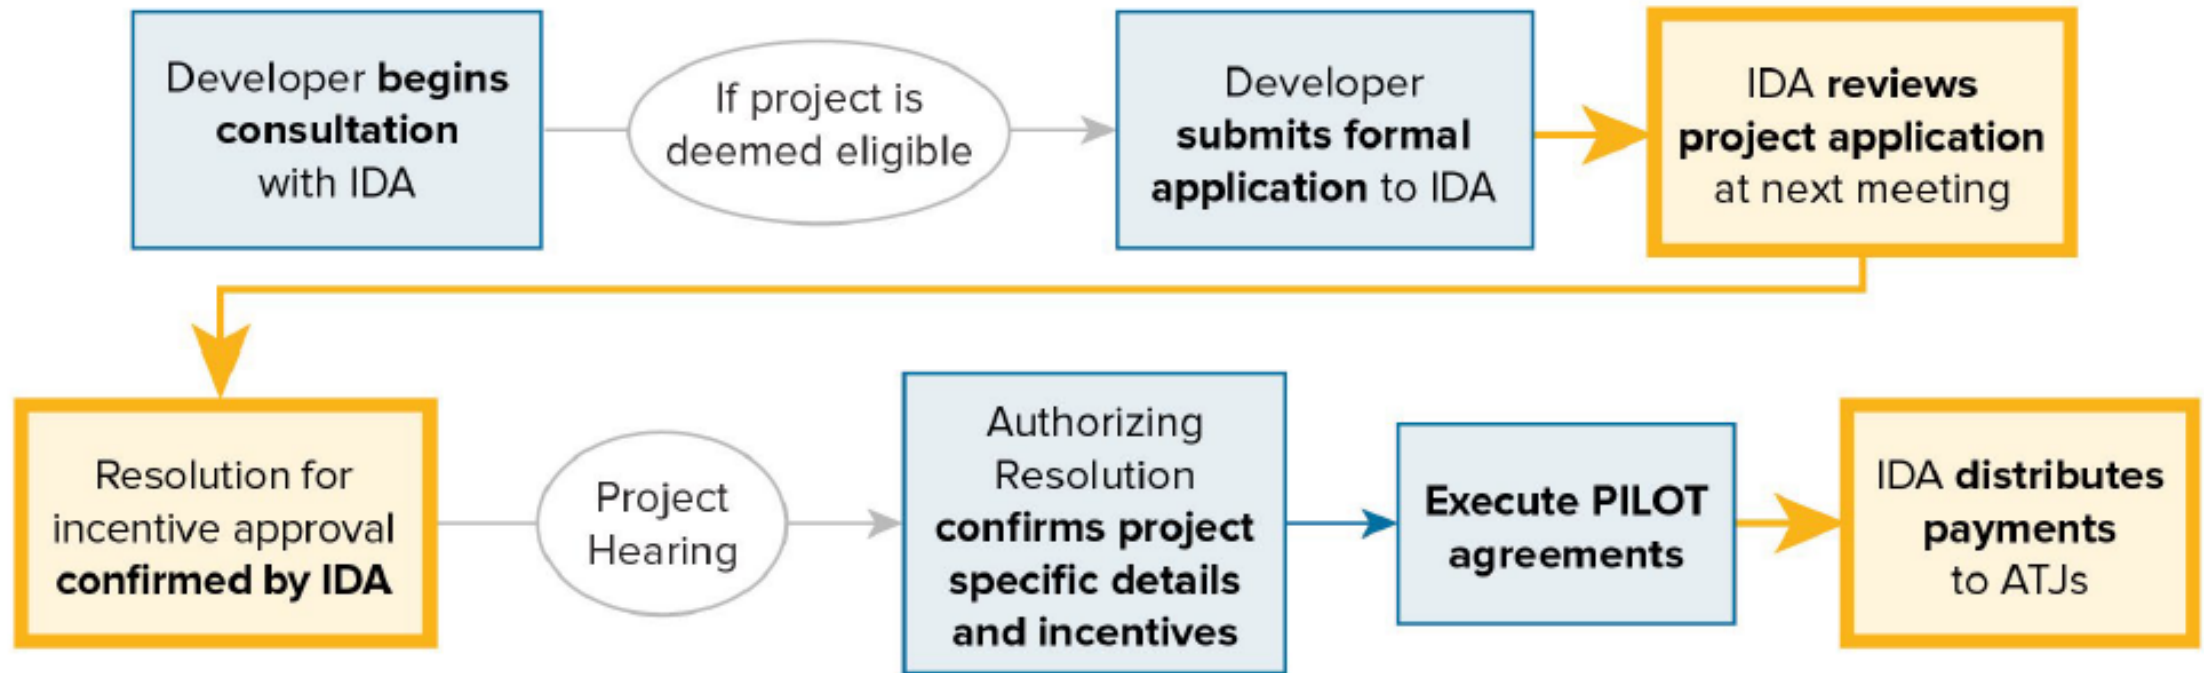 Developer begins
consultation
with IDA
If project is
deemed eligible
Developer
submits formal
application to IDA
IDA reviews
project application
at next meeting
Resolution for
incentive approval
confirmed by IDA
Project
Hearing
Authorizing
Resolution
confirms project
specific details
and incentives
Execute PILOT
agreements
IDA distributes
payments
to ATJs